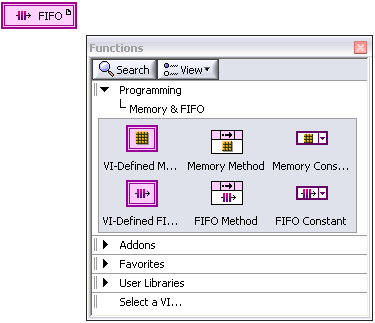 FIFO
Functions
Search View
Programming
Memory & FIFO
VI-Defined M... Memory Method Memory Cons...
VI-Defined FI... FIFO Method FIFO Constant
Addons
Favorites
User Libraries
Select a VI...